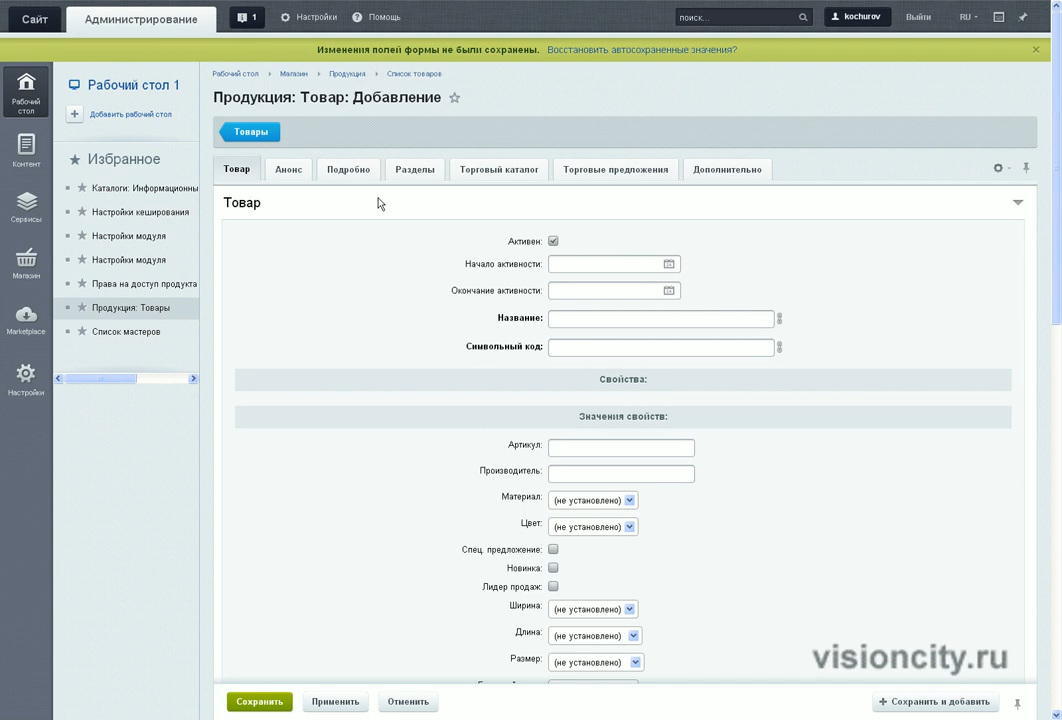 Сайт
Администрирование
1
Настройки
Помощь
поиск...
kochurov
Выйти
RU
Изменения полей формы не были сохранены. Восстановить автосохраненные значения?
Рабочий стол
Контент
Сервисы
Магазин
Marketplace
Настройки
Рабочий стол 1
Добавить рабочий стол
Избранное
Каталоги: Информационны
Настройки кеширования
Настройки модуля
Настройки модуля
Права на доступ продукта
Продукция: Товары
Список мастеров
Рабочий стол Магазин Продукция Список товаров
Продукция: Товар: Добавление
Товары
Товар Анонс Подробно Разделы Торговый каталог Торговые предложения Дополнительно
Товар
Активен:
Начало активности:
Окончание активности:
Название:
Символьный код:
Свойства:
Значения свойств:
Артикул:
Производитель:
Материал: (не установлено)
Цвет: (не установлено)
Спец. предложение:
Новинка:
Лидер продаж:
Ширина: (не установлено)
Длина: (не установлено)
Размер: (не установлено)
visioncity.ru
Сохранить Применить Отменить + Сохранить и добавить